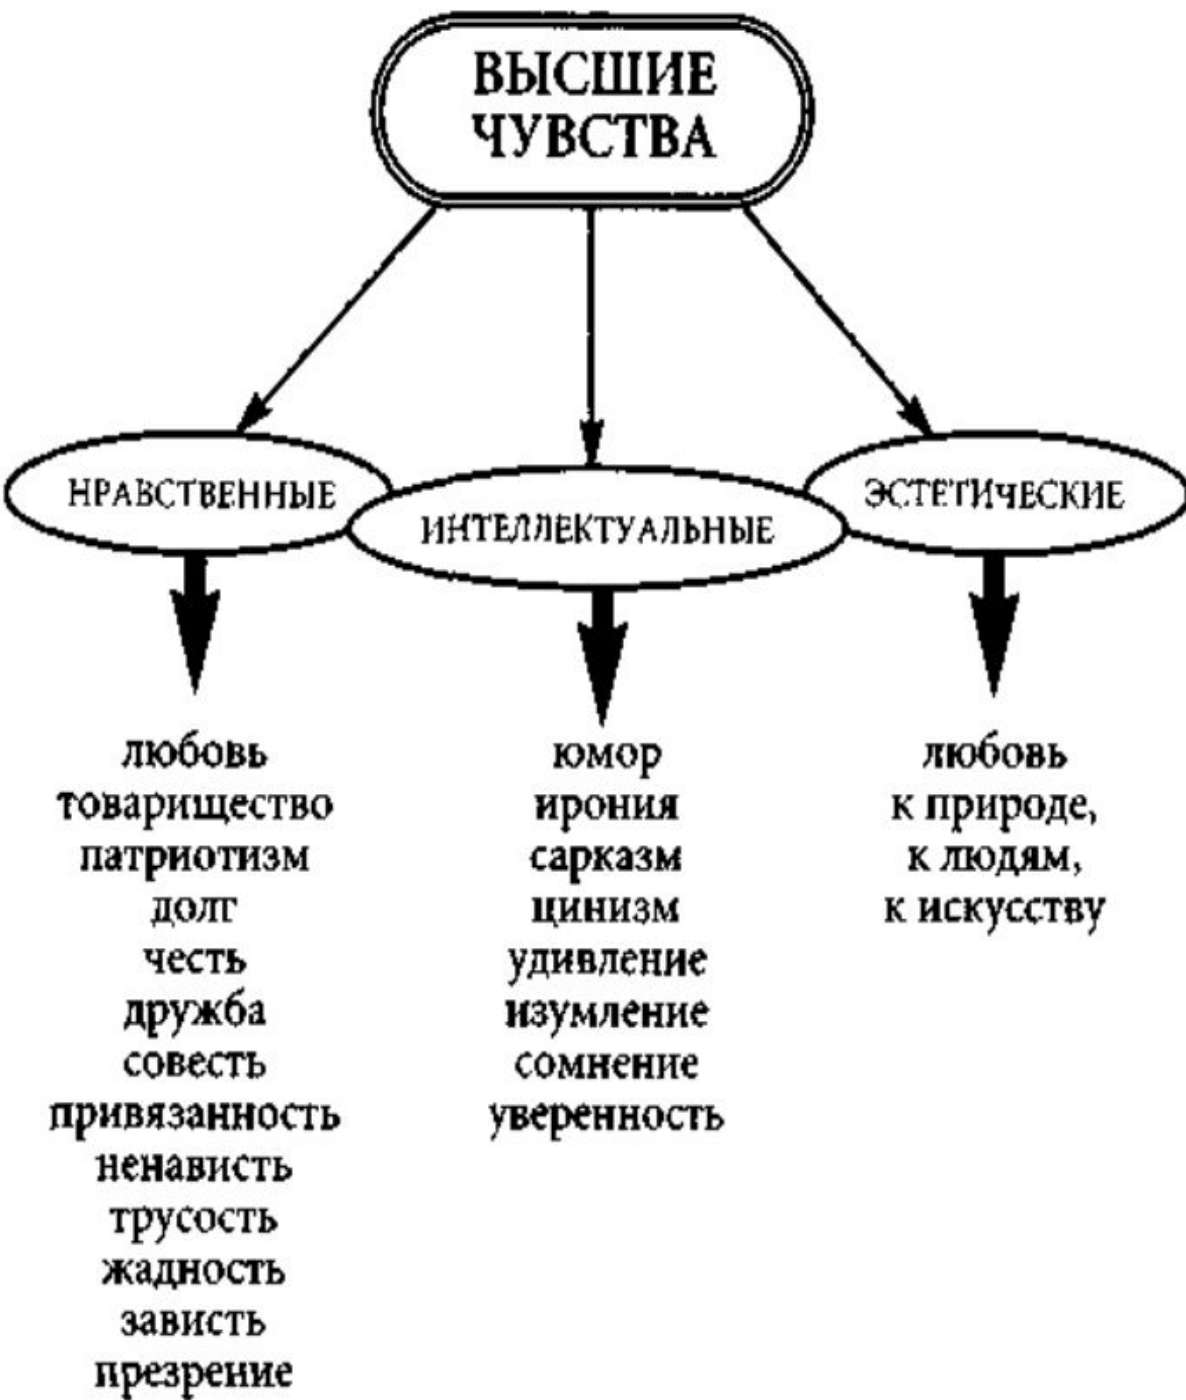 ВЫСШИЕ
ЧУВСТВА
НРАВСТВЕННЫЕ
ИНТЕЛЛЕКТУАЛЬНЫЕ
ЭСТЕТИЧЕСКИЕ
любовь
товарищество
патриотизм
долг
честь
дружба
совесть
привязанность
ненависть
трусость
жадность
зависть
презрение
юмор
ирония
сарказм
цинизм
удивление
изумление
сомнение
уверенность
любовь
к природе,
к людям,
к искусству